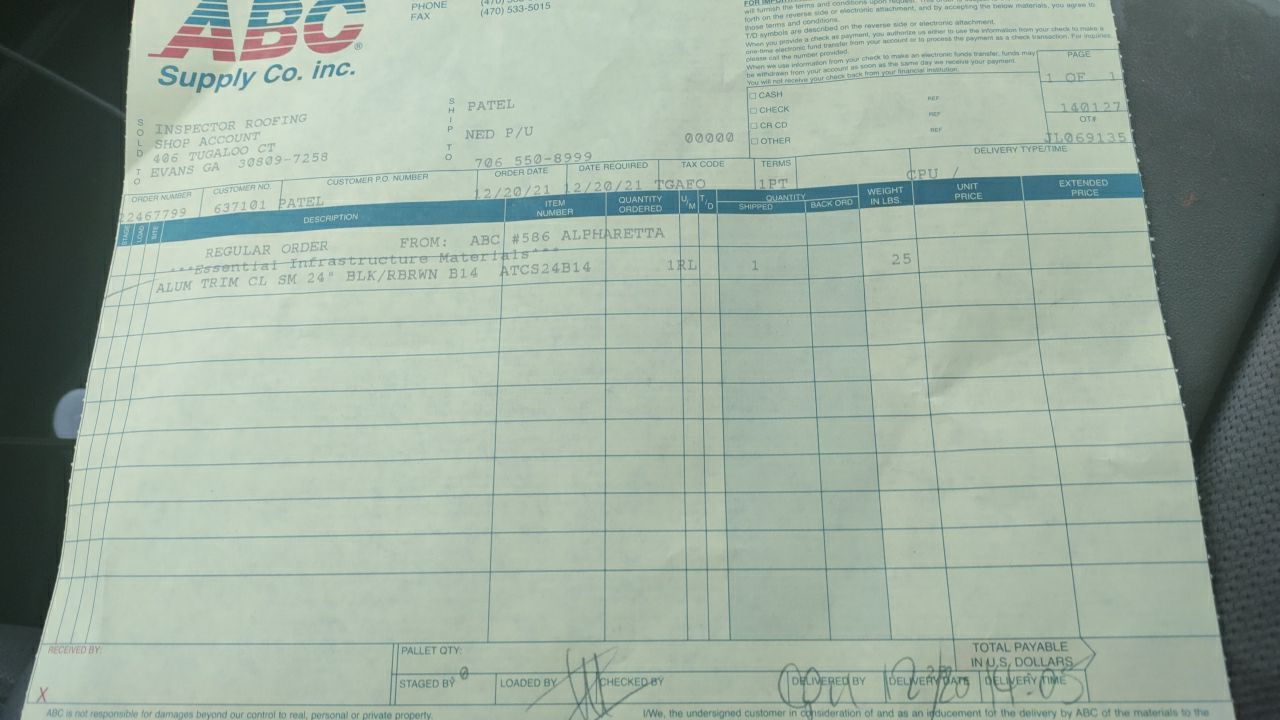 ABC®
Supply Co. inc.
PHONE
FAX (470) 533-5015
will furnish the terms and conditions upon request.
forth on the reverse side or electronic attachment, and by accepting the below materials, you agree to
those terms and conditions.
T/D symbols are described on the reverse side or electronic attachment.
When you provide a check as payment, you authorize us either to use the information from your check to make a
one-time electronic fund transfer from your account or to process the payment as a check transaction. For inquiries,
please call the number provided.
When we use information from your check to make an electronic funds transfer, funds may
be withdrawn from your account as soon as the same day we receive your payment.
You will not receive your check back from your financial institution.
PAGE
1 OF 1
140127
OT#
JL069135
CASH REF
CHECK REF
CR CD REF
OTHER
SOLD TO
INSPECTOR ROOFING
SHOP ACCOUNT
406 TUGALOO CT
EVANS GA 30809-7258
SHIP TO
PATEL
NED P/U 00000
706 550-8999
ORDER NUMBER CUSTOMER NO. CUSTOMER P.O. NUMBER ORDER DATE DATE REQUIRED TAX CODE TERMS DELIVERY TYPE/TIME
22467799 637101 PATEL 12/20/21 12/20/21 TGAFO 1PT CPU /
STAGE LOAD SITE DESCRIPTION ITEM NUMBER QUANTITY ORDERED U/M T/D QUANTITY SHIPPED BACK ORD WEIGHT IN LBS. UNIT PRICE EXTENDED PRICE
REGULAR ORDER FROM: ABC #586 ALPHARETTA
***Essential Infrastructure Materials***
ALUM TRIM CL SM 24" BLK/RBRWN B14 ATCS24B14 1RL 1 25
RECEIVED BY:
X
PALLET QTY:
0
STAGED BY LOADED BY CHECKED BY DELIVERED BY DELIVERY DATE DELIVERY TIME
TOTAL PAYABLE
IN U.S. DOLLARS
CPU 12/20 14:05
ABC is not responsible for damages beyond our control to real, personal or private property.
I/We, the undersigned customer in consideration of and as an inducement for the delivery by ABC of the materials to the